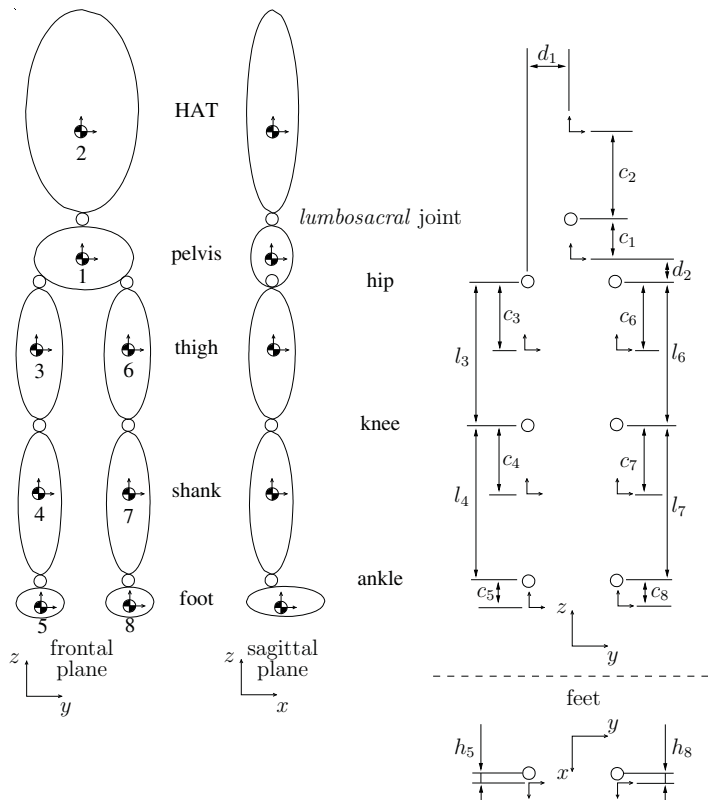 HAT
2
lumbosacral joint
pelvis
1
hip
thigh
3
6
knee
shank
4
7
ankle
foot
5
8
frontal
plane
z
y
sagittal
plane
z
x
d1
c2
c1
d2
c3
c6
l3
l6
c4
c7
l4
l7
c5
c8
z
y
feet
y
x
h5
h8